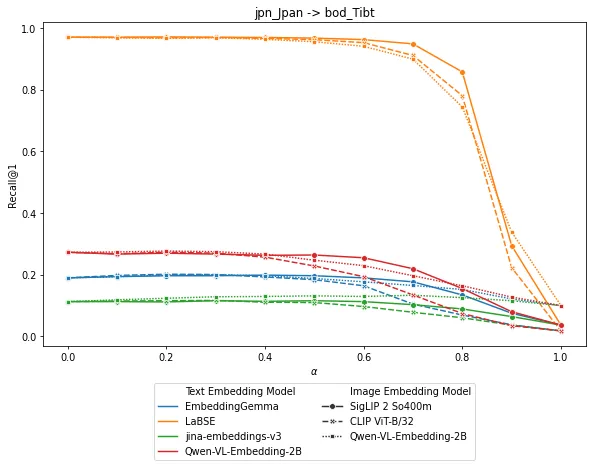 jpn_Jpan -> bod_Tibt
Recall@1
1.0
0.8
0.6
0.4
0.2
0.0
0.0 0.2 0.4 0.6 0.8 1.0
α
Text Embedding Model
EmbeddingGemma
LaBSE
jina-embeddings-v3
Qwen-VL-Embedding-2B
Image Embedding Model
SigLIP 2 So400m
CLIP ViT-B/32
Qwen-VL-Embedding-2B